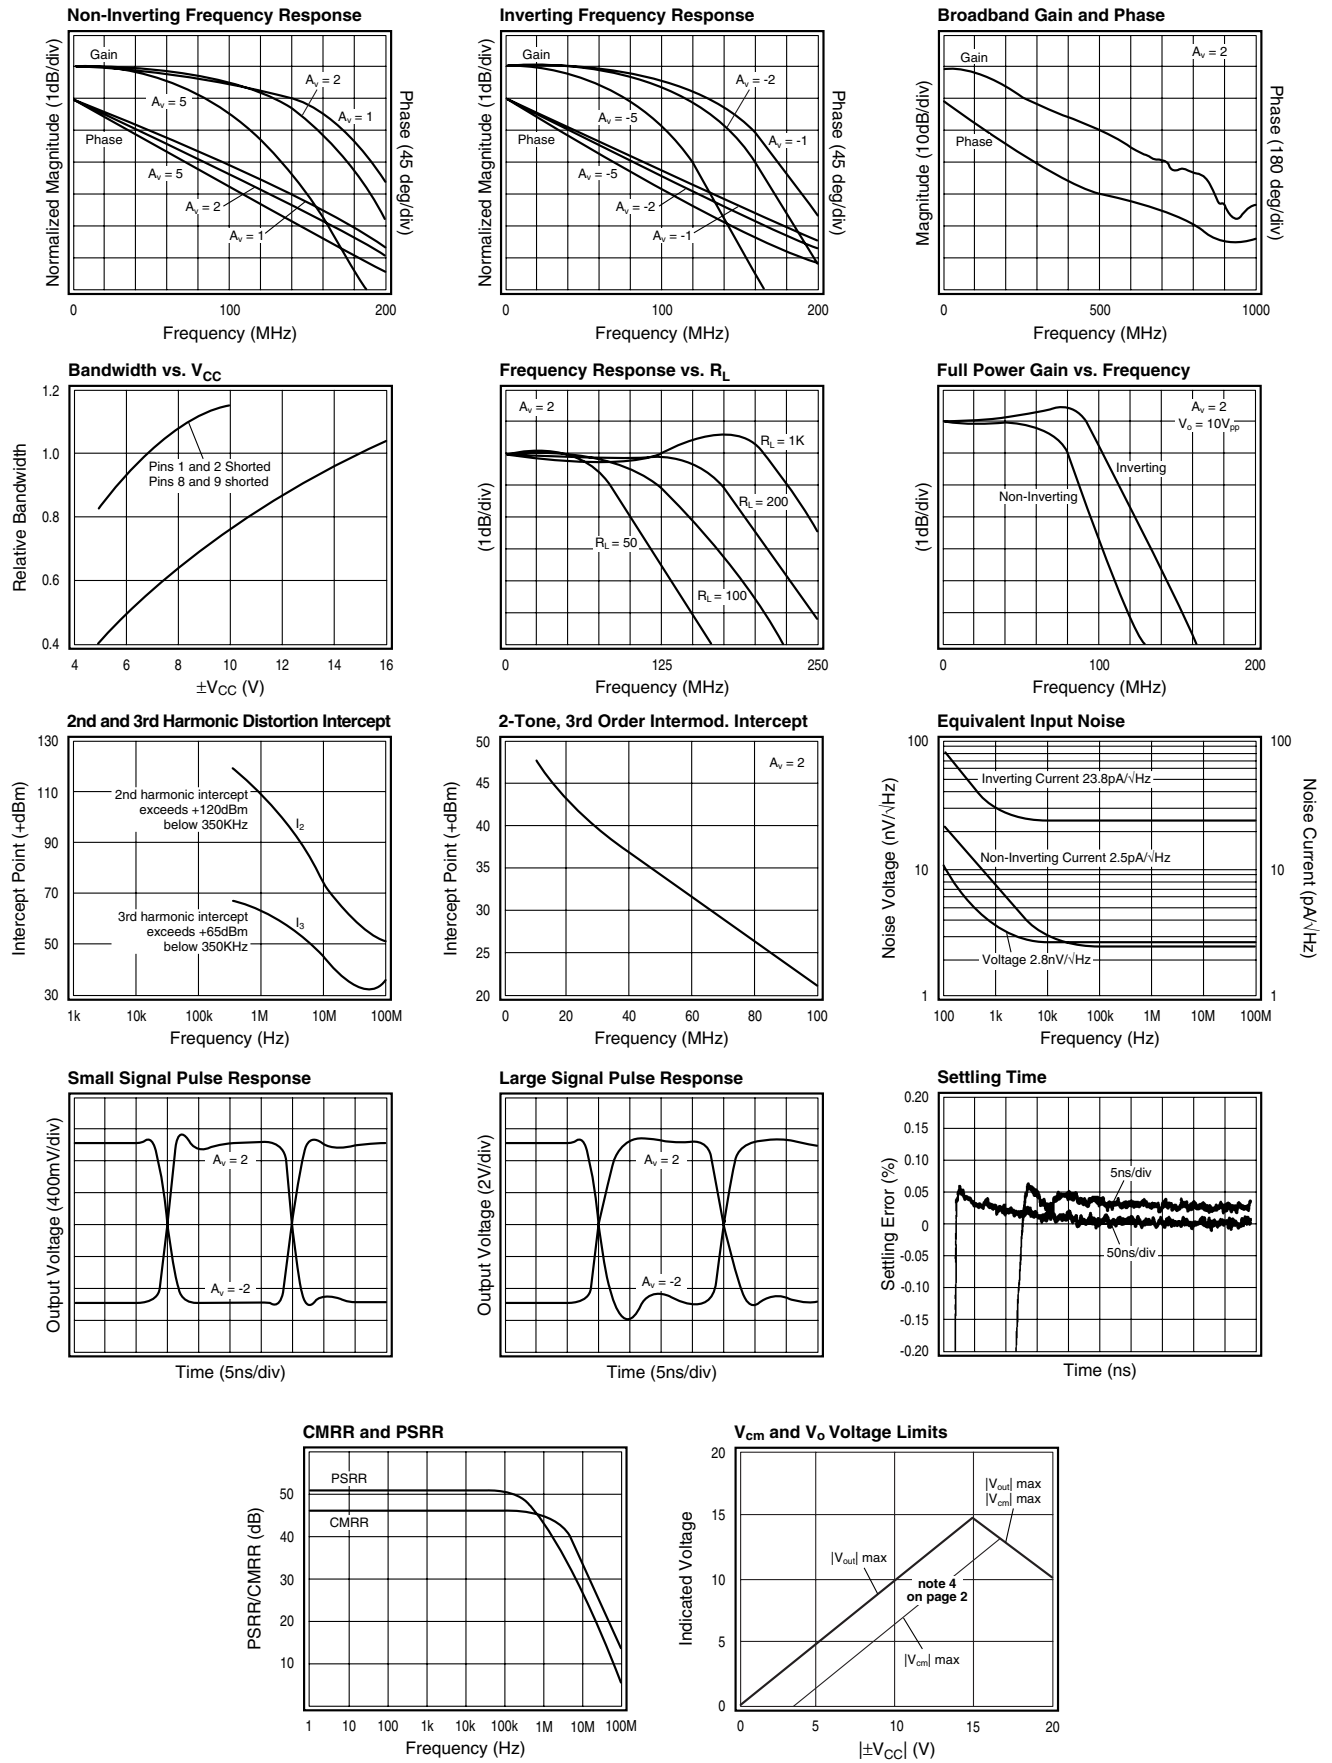 Non-Inverting Frequency Response
Normalized Magnitude (1dB/div)
Gain
Av = 2
Av = 5
Av = 1
Phase
Av = 5
Av = 2
Av = 1
Phase (45 deg/div)
0 100 200
Frequency (MHz)
Inverting Frequency Response
Normalized Magnitude (1dB/div)
Gain
Av = -2
Av = -5
Av = -1
Phase
Av = -5
Av = -2
Av = -1
Phase (45 deg/div)
0 100 200
Frequency (MHz)
Broadband Gain and Phase
Magnitude (10dB/div)
Av = 2
Gain
Phase
Phase (180 deg/div)
0 500 1000
Frequency (MHz)
Bandwidth vs. VCC
Relative Bandwidth
1.2
1.0
0.8
0.6
0.4
Pins 1 and 2 Shorted
Pins 8 and 9 shorted
4 6 8 10 12 14 16
±VCC (V)
Frequency Response vs. RL
(1dB/div)
Av = 2
RL = 1K
RL = 200
RL = 50
RL = 100
0 125 250
Frequency (MHz)
Full Power Gain vs. Frequency
(1dB/div)
Av = 2
Vo = 10Vpp
Inverting
Non-Inverting
0 100 200
Frequency (MHz)
2nd and 3rd Harmonic Distortion Intercept
Intercept Point (+dBm)
130
110
90
70
50
30
2nd harmonic intercept
exceeds +120dBm
below 350KHz
I2
3rd harmonic intercept
exceeds +65dBm
below 350KHz
I3
1k 10k 1M 10M 100M
Frequency (Hz)
2-Tone, 3rd Order Intermod. Intercept
Intercept Point (+dBm)
50
45
40
35
30
25
20
Av = 2
0 20 40 60 80 100
Frequency (MHz)
Equivalent Input Noise
Noise Voltage (nV/√Hz)
100
10
1
Inverting Current 23.8pA/√Hz
Non-Inverting Current 2.5pA/√Hz
Voltage 2.8nV/√Hz
100
10
1
Noise Current (pA/√Hz)
100 1k 10k 100k 1M 10M 100M
Frequency (Hz)
Small Signal Pulse Response
Output Voltage (400mV/div)
Av = 2
Av = -2
Time (5ns/div)
Large Signal Pulse Response
Output Voltage (2V/div)
Av = 2
Av = -2
Time (5ns/div)
Settling Time
Settling Error (%)
0.20
0.15
0.10
0.05
0
-0.05
-0.10
-0.15
-0.20
5ns/div
50ns/div
Time (ns)
CMRR and PSRR
PSRR/CMRR (dB)
50
40
30
20
10
PSRR
CMRR
1 10 100 1k 10k 100k 1M 10M 100M
Frequency (Hz)
Vcm and Vo Voltage Limits
Indicated Voltage
20
15
10
5
0
|Vout| max
|Vcm| max
|Vout| max
note 4
on page 2
|Vcm| max
0 5 10 15 20
|±VCC| (V)